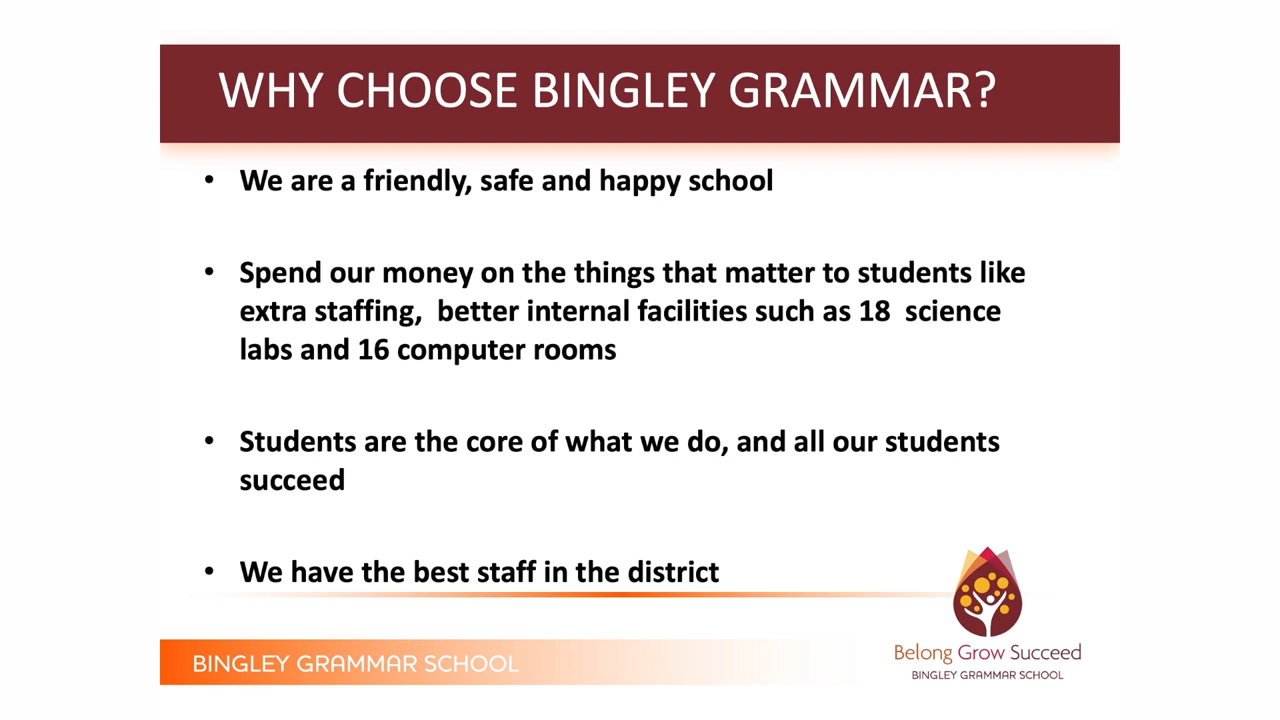 WHY CHOOSE BINGLEY GRAMMAR?
• We are a friendly, safe and happy school
• Spend our money on the things that matter to students like
extra staffing,  better internal facilities such as 18  science
labs and 16 computer rooms
• Students are the core of what we do, and all our students
succeed
• We have the best staff in the district
BINGLEY GRAMMAR SCHOOL
Belong Grow Succeed
BINGLEY GRAMMAR SCHOOL